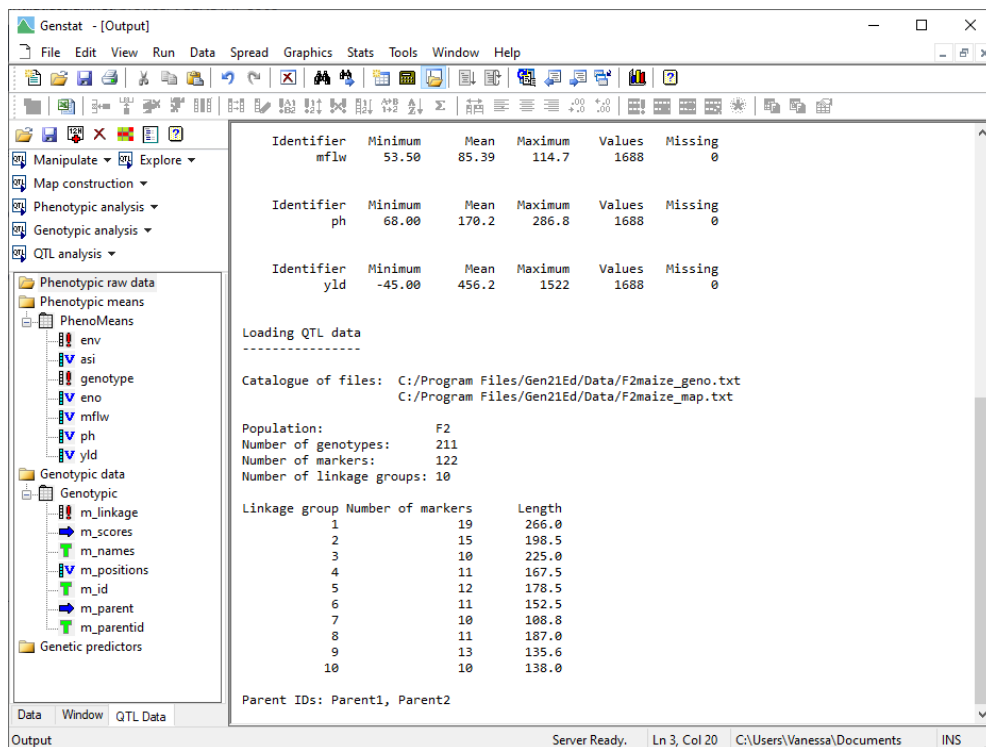 Genstat - [Output]
File Edit View Run Data Spread Graphics Stats Tools Window Help
Manipulate Explore
Map construction
Phenotypic analysis
Genotypic analysis
QTL analysis
Phenotypic raw data
Phenotypic means
PhenoMeans
env
asi
genotype
eno
mflw
ph
yld
Genotypic data
Genotypic
m_linkage
m_scores
m_names
m_positions
m_id
m_parent
m_parentid
Genetic predictors
Data Window QTL Data
Identifier Minimum Mean Maximum Values Missing
mflw 53.50 85.39 114.7 1688 0
Identifier Minimum Mean Maximum Values Missing
ph 68.00 170.2 286.8 1688 0
Identifier Minimum Mean Maximum Values Missing
yld -45.00 456.2 1522 1688 0
Loading QTL data
----------------
Catalogue of files: C:/Program Files/Gen21Ed/Data/F2maize_geno.txt
C:/Program Files/Gen21Ed/Data/F2maize_map.txt
Population: F2
Number of genotypes: 211
Number of markers: 122
Number of linkage groups: 10
Linkage group Number of markers Length
1 19 266.0
2 15 198.5
3 10 225.0
4 11 167.5
5 12 178.5
6 11 152.5
7 10 108.8
8 11 187.0
9 13 135.6
10 10 138.0
Parent IDs: Parent1, Parent2
Output Server Ready. Ln 3, Col 20 C:\Users\Vanessa\Documents INS